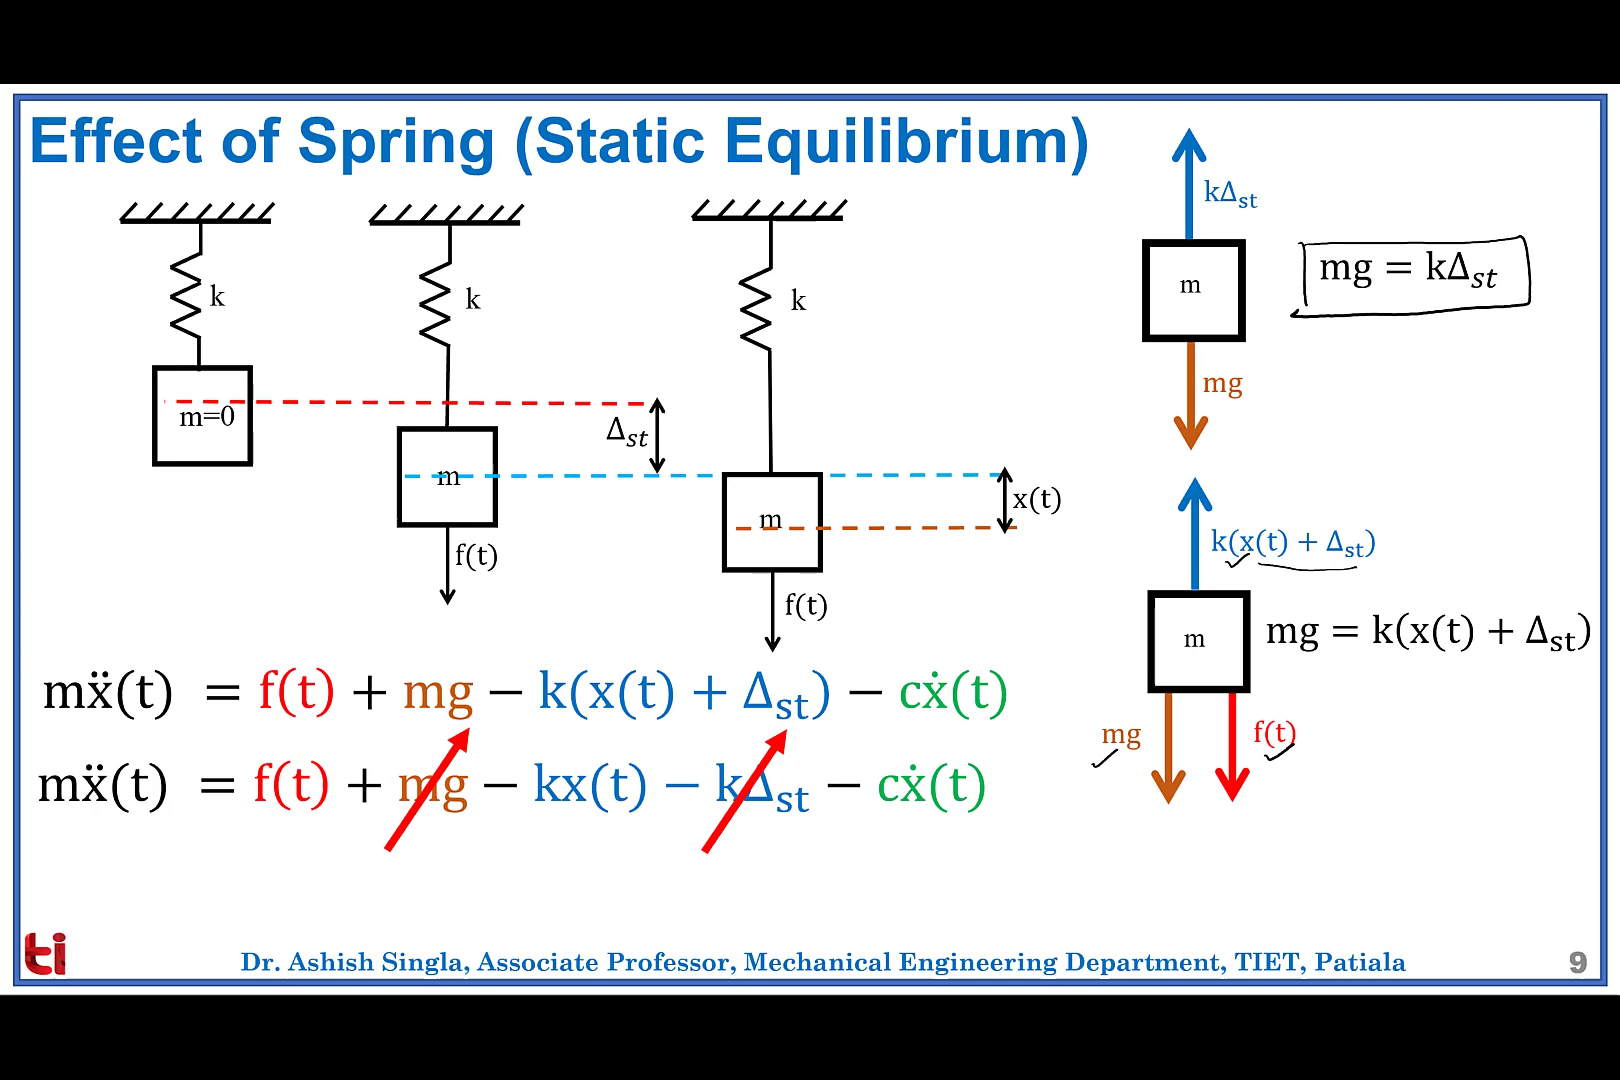 Effect of Spring (Static Equilibrium)
k
k
k
m=0
m
m
Δst
x(t)
f(t)
f(t)
kΔst
m
mg = kΔst
mg
k(x(t) + Δst)
m
mg = k(x(t) + Δst)
mg
f(t)
mẍ(t) = f(t) + mg − k(x(t) + Δst) − cẋ(t)
mẍ(t) = f(t) + mg − kx(t) − kΔst − cẋ(t)
ti
Dr. Ashish Singla, Associate Professor, Mechanical Engineering Department, TIET, Patiala
9